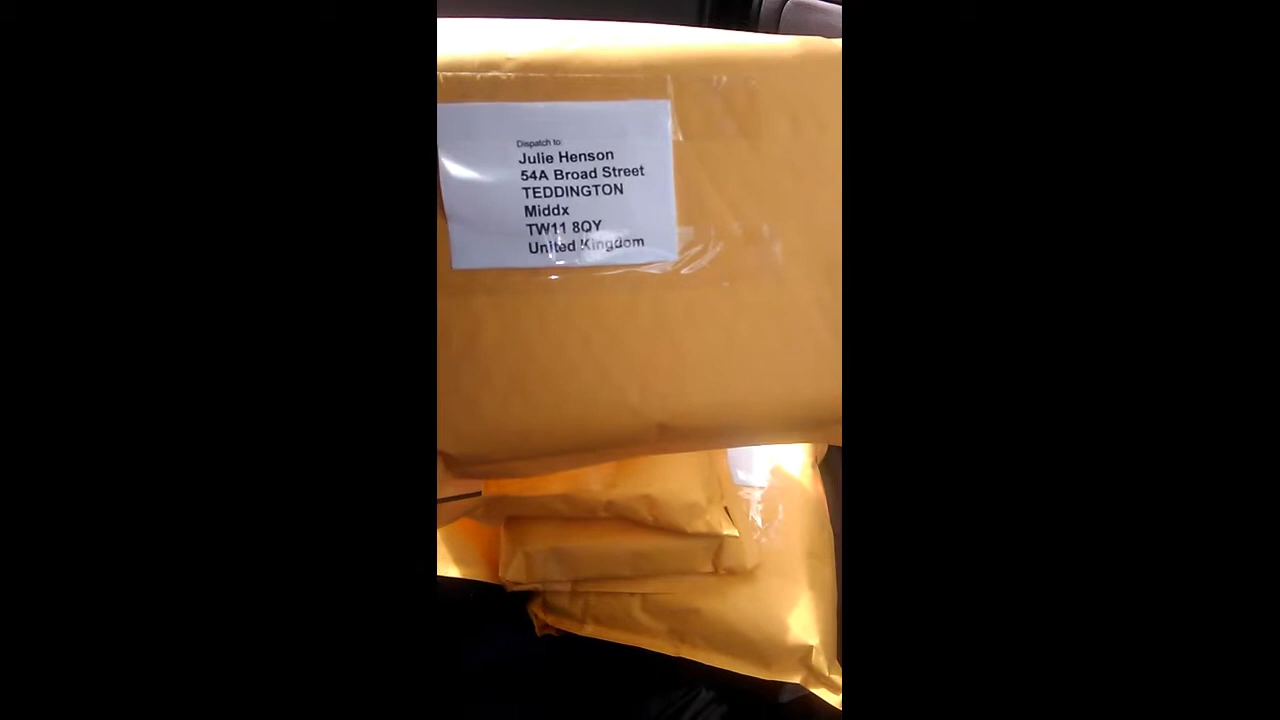 Dispatch to:
Julie Henson
54A Broad Street
TEDDINGTON
Middx
TW11 8QY
United Kingdom